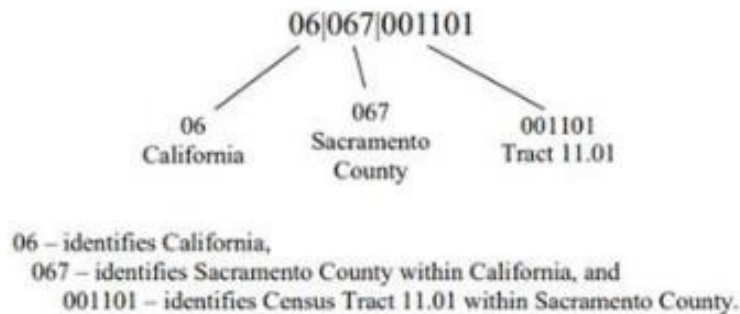 06|067|001101
06
California
067
Sacramento
County
001101
Tract 11.01
06 – identifies California,
067 – identifies Sacramento County within California, and
001101 – identifies Census Tract 11.01 within Sacramento County.